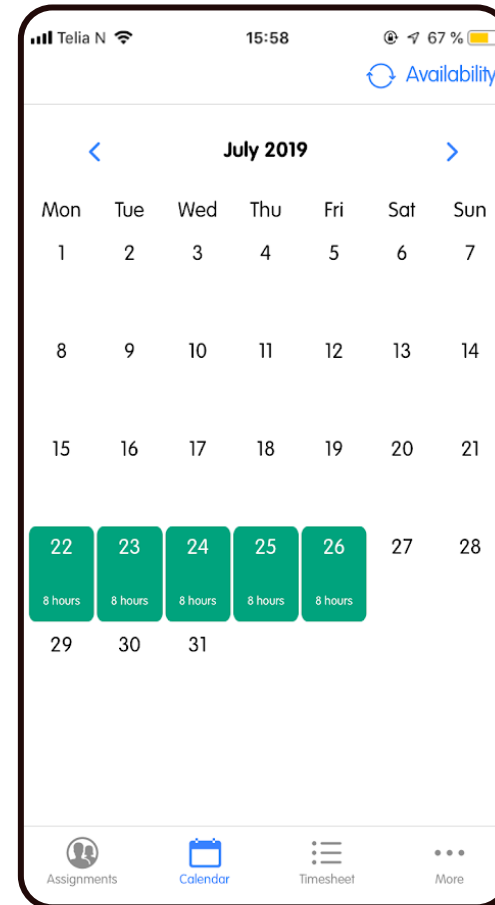 Telia N 15:58 67 %
Availability
July 2019
Mon Tue Wed Thu Fri Sat Sun
1 2 3 4 5 6 7
8 9 10 11 12 13 14
15 16 17 18 19 20 21
22 23 24 25 26 27 28
8 hours 8 hours 8 hours 8 hours 8 hours
29 30 31
Assignments Calendar Timesheet More